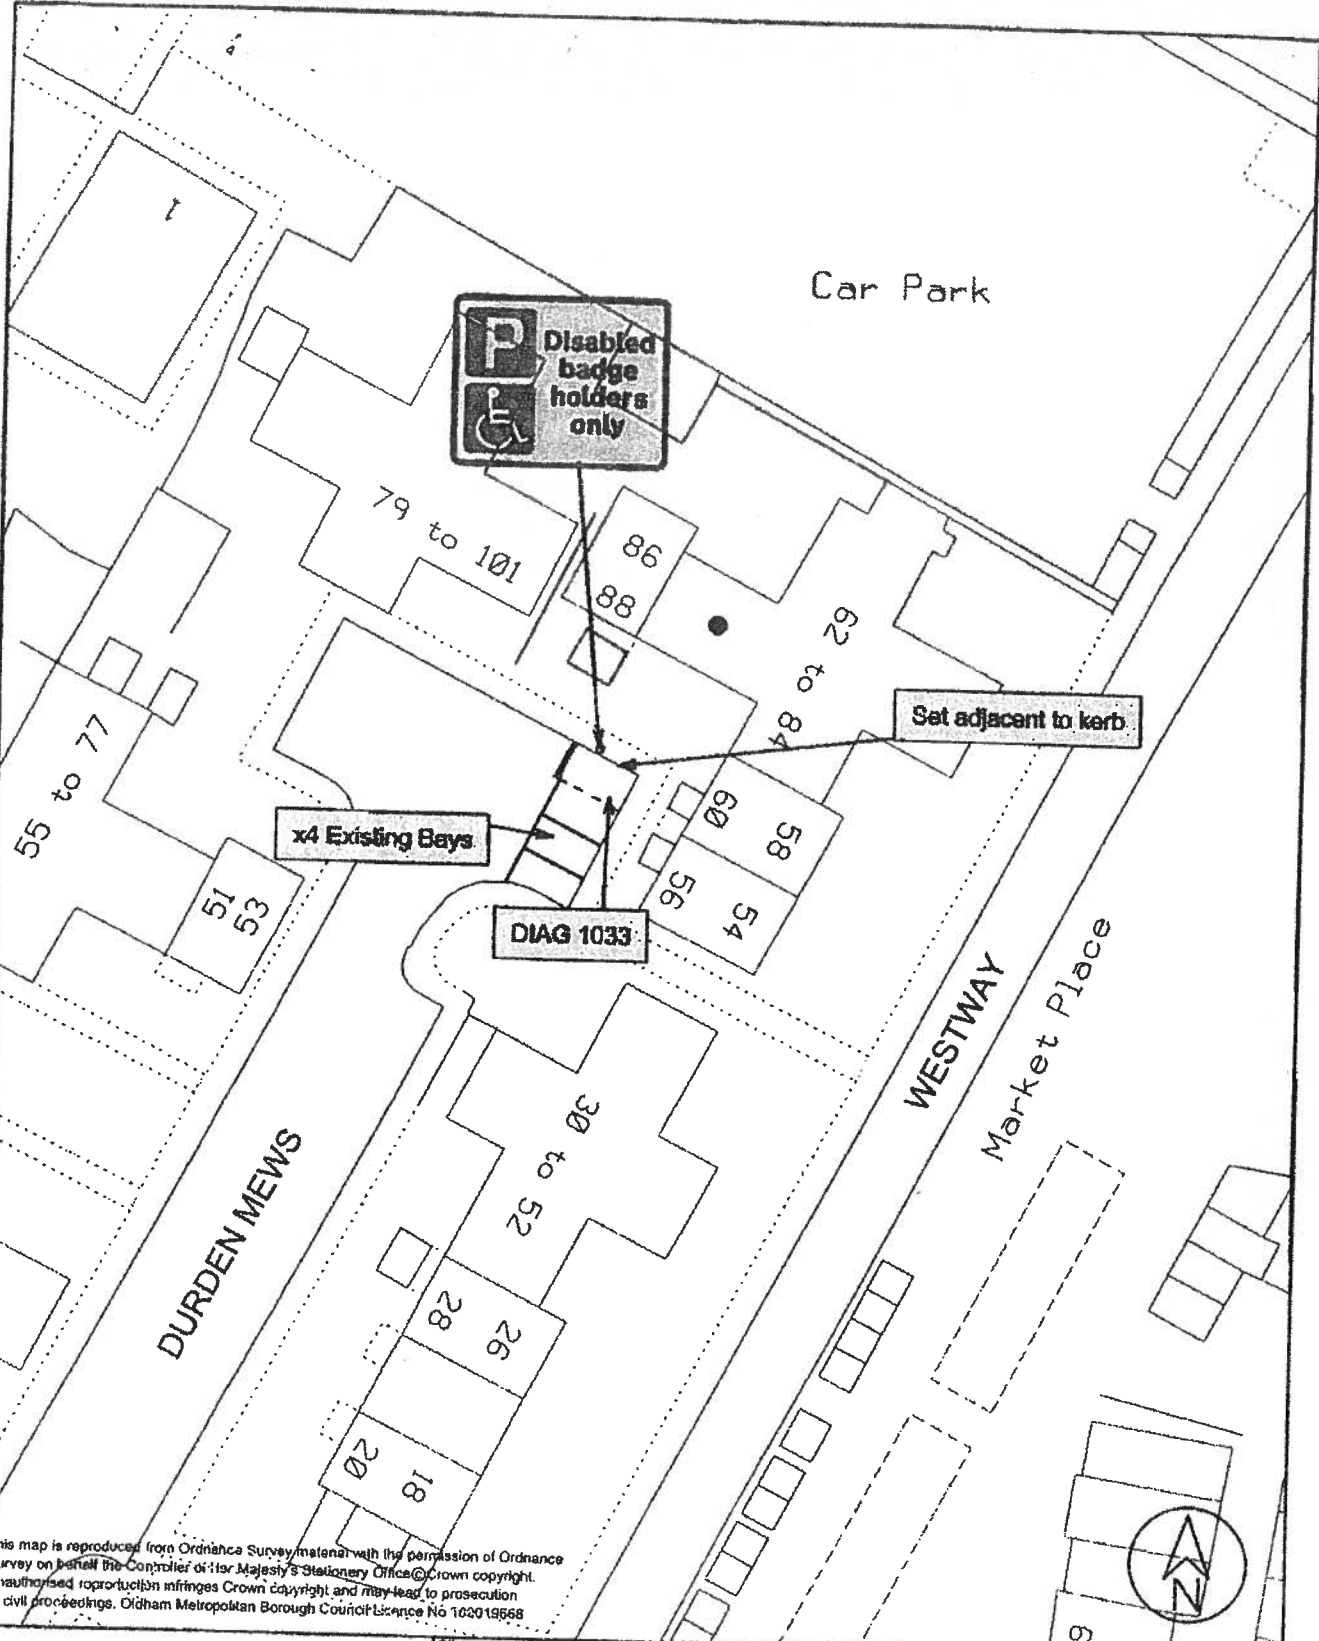 1
Car Park
P
Disabled
badge
holders
only
79 to 101
86
88
62 to 84
Set adjacent to kerb
55 to 77
x4 Existing Bays
60
58
51
53
56
54
DIAG 1033
WESTWAY
Market Place
30 to 52
DURDEN MEWS
28
26
20
18
N
6
his map is reproduced from Ordnance Survey material with the permission of Ordnance
urvey on behalf the Controller of Her Majesty's Stationery Office©Crown copyright.
nauthorised reproduction infringes Crown copyright and may lead to prosecution
civil proceedings. Oldham Metropolitan Borough Council Licence No 100019668